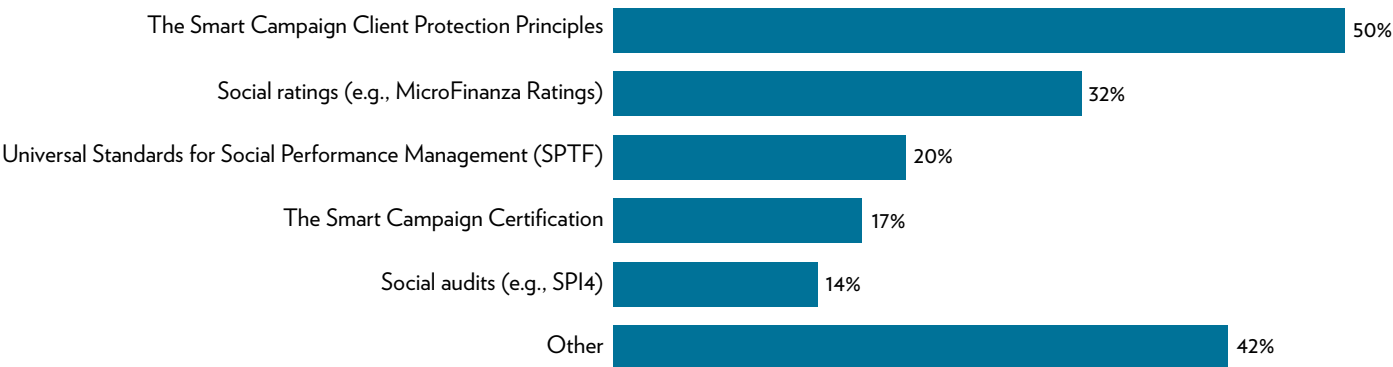 The Smart Campaign Client Protection Principles 50%
Social ratings (e.g., MicroFinanza Ratings) 32%
Universal Standards for Social Performance Management (SPTF) 20%
The Smart Campaign Certification 17%
Social audits (e.g., SPI4) 14%
Other 42%